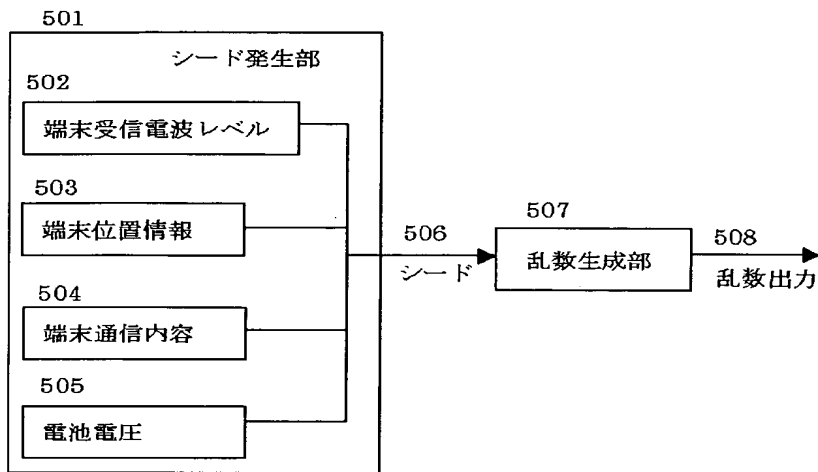 501
シード発生部
502
端末受信電波レベル
503
端末位置情報
504
端末通信内容
505
電池電圧
506
シード
507
乱数生成部
508
乱数出力